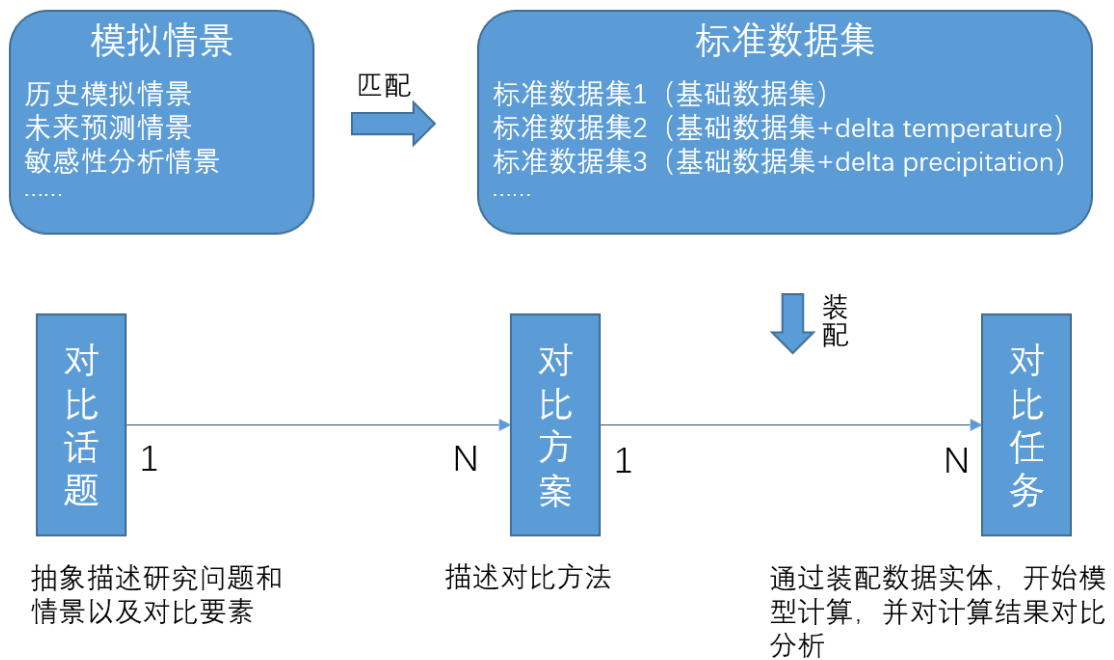 模拟情景
历史模拟情景
未来预测情景
敏感性分析情景
……
匹配
标准数据集
标准数据集1（基础数据集）
标准数据集2（基础数据集+delta temperature）
标准数据集3（基础数据集+delta precipitation）
……
装
配
对
比
话
题
1
N
对
比
方
案
1
N
对
比
任
务
抽象描述研究问题和
情景以及对比要素
描述对比方法
通过装配数据实体，开始模
型计算，并对计算结果对比
分析